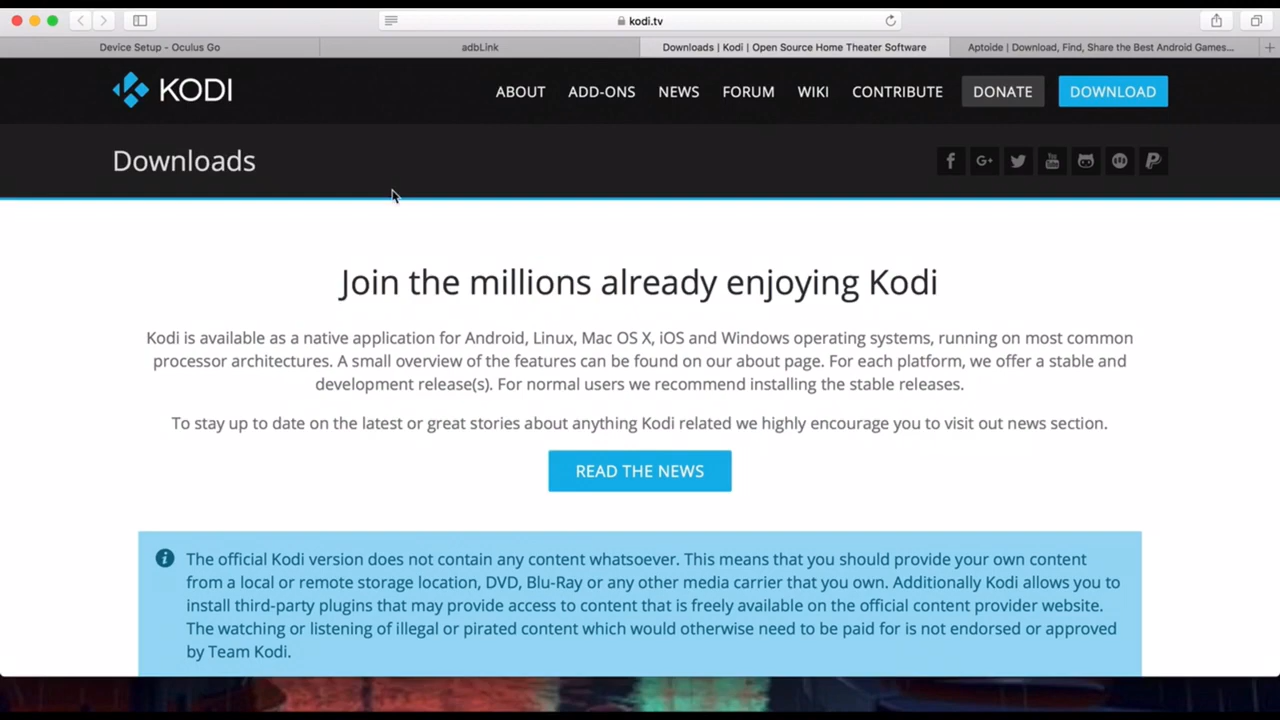 kodi.tv
Device Setup - Oculus Go
adbLink
Downloads | Kodi | Open Source Home Theater Software
Aptoide | Download, Find, Share the Best Android Games...
KODI
ABOUT
ADD-ONS
NEWS
FORUM
WIKI
CONTRIBUTE
DONATE
DOWNLOAD
Downloads
Join the millions already enjoying Kodi
Kodi is available as a native application for Android, Linux, Mac OS X, iOS and Windows operating systems, running on most common
processor architectures. A small overview of the features can be found on our about page. For each platform, we offer a stable and
development release(s). For normal users we recommend installing the stable releases.
To stay up to date on the latest or great stories about anything Kodi related we highly encourage you to visit out news section.
READ THE NEWS
The official Kodi version does not contain any content whatsoever. This means that you should provide your own content
from a local or remote storage location, DVD, Blu-Ray or any other media carrier that you own. Additionally Kodi allows you to
install third-party plugins that may provide access to content that is freely available on the official content provider website.
The watching or listening of illegal or pirated content which would otherwise need to be paid for is not endorsed or approved
by Team Kodi.